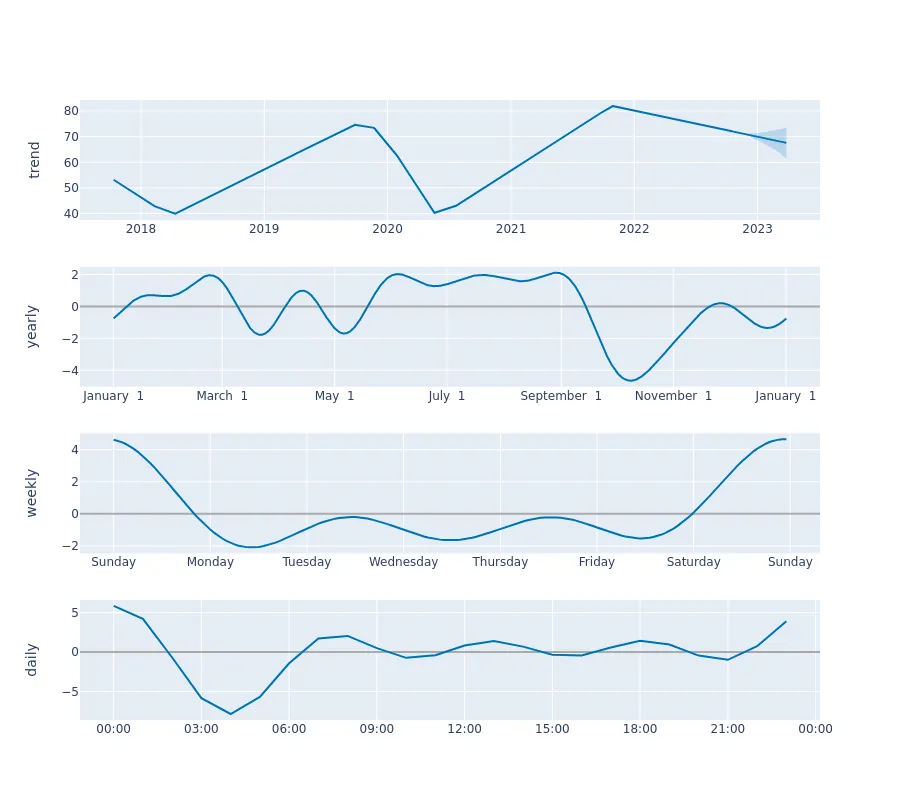 trend
80
70
60
50
40
2018 2019 2020 2021 2022 2023
yearly
2
0
−2
−4
January 1 March 1 May 1 July 1 September 1 November 1 January 1
weekly
4
2
0
−2
Sunday Monday Tuesday Wednesday Thursday Friday Saturday Sunday
daily
5
0
−5
00:00 03:00 06:00 09:00 12:00 15:00 18:00 21:00 00:00